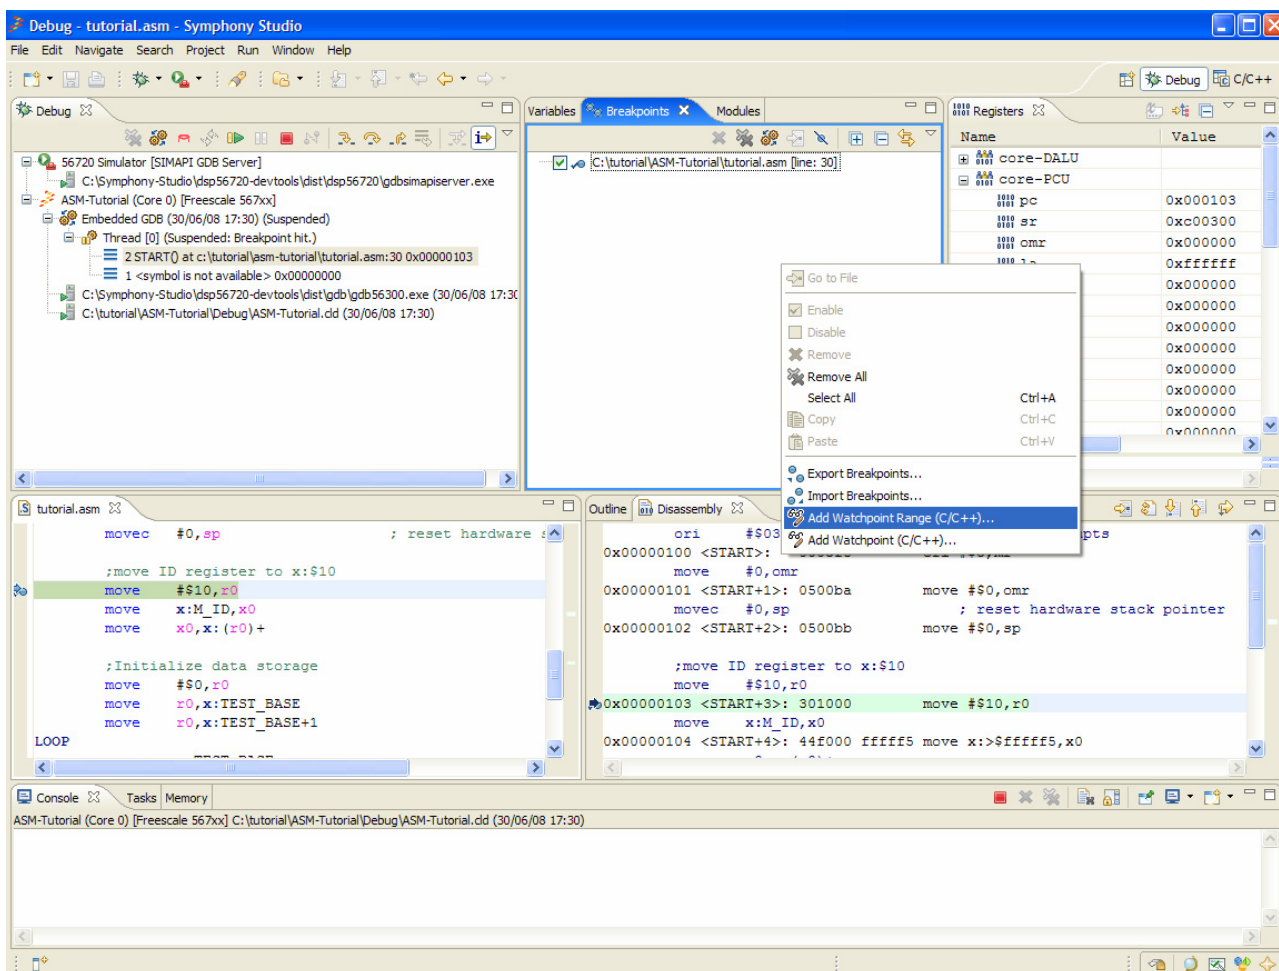 Debug - tutorial.asm - Symphony Studio
File Edit Navigate Search Project Run Window Help
Debug C/C++
Debug
56720 Simulator [SIMAPI GDB Server]
C:\Symphony-Studio\dsp56720-devtools\dist\dsp56720\gdbsimapiserver.exe
ASM-Tutorial (Core 0) [Freescale 567xx]
Embedded GDB (30/06/08 17:30) (Suspended)
Thread [0] (Suspended: Breakpoint hit.)
2 START() at c:\tutorial\asm-tutorial\tutorial.asm:30 0x00000103
1 <symbol is not available> 0x00000000
C:\Symphony-Studio\dsp56720-devtools\dist\gdb\gdb56300.exe (30/06/08 17:30
C:\tutorial\ASM-Tutorial\Debug\ASM-Tutorial.cld (30/06/08 17:30)
Variables Breakpoints Modules
C:\tutorial\ASM-Tutorial\tutorial.asm [line: 30]
Registers
Name Value
core-DALU
core-PCU
pc 0x000103
sr 0xc00300
omr 0x000000
la 0xffffff
0x000000
0x000000
0x000000
0x000000
0x000000
0x000000
0x000000
0x000000
Go to File
Enable
Disable
Remove
Remove All
Select All Ctrl+A
Copy Ctrl+C
Paste Ctrl+V
Export Breakpoints...
Import Breakpoints...
Add Watchpoint Range (C/C++)...
Add Watchpoint (C/C++)...
tutorial.asm
movec #0,sp ; reset hardware s
;move ID register to x:$10
move #$10,r0
move x:M_ID,x0
move x0,x:(r0)+
;Initialize data storage
move #$0,r0
move r0,x:TEST_BASE
move r0,x:TEST_BASE+1
LOOP
Outline Disassembly
ori #$03 pts
0x00000100 <START>:
move #0,omr
0x00000101 <START+1>: 0500ba move #$0,omr
movec #0,sp ; reset hardware stack pointer
0x00000102 <START+2>: 0500bb move #$0,sp
;move ID register to x:$10
move #$10,r0
0x00000103 <START+3>: 301000 move #$10,r0
move x:M_ID,x0
0x00000104 <START+4>: 44f000 fffff5 move x:>$fffff5,x0
Console Tasks Memory
ASM-Tutorial (Core 0) [Freescale 567xx] C:\tutorial\ASM-Tutorial\Debug\ASM-Tutorial.cld (30/06/08 17:30)